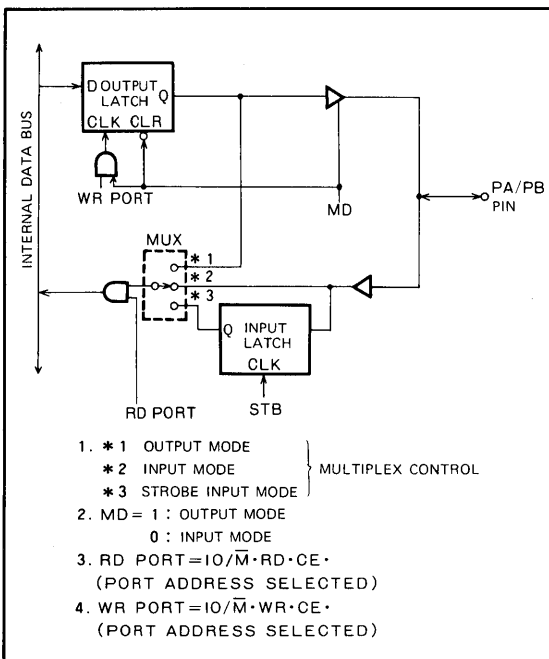 INTERNAL DATA BUS
D OUTPUT Q
LATCH
CLK CLR
WR PORT
MD
PA/PB
PIN
MUX
*1
*2
*3
Q INPUT
LATCH
CLK
RD PORT
STB
1. *1 OUTPUT MODE
*2 INPUT MODE
*3 STROBE INPUT MODE
MULTIPLEX CONTROL
2. MD= 1 : OUTPUT MODE
0 : INPUT MODE
3. RD PORT=IO/M̅·RD·CE·
(PORT ADDRESS SELECTED)
4. WR PORT=IO/M̅·WR·CE·
(PORT ADDRESS SELECTED)